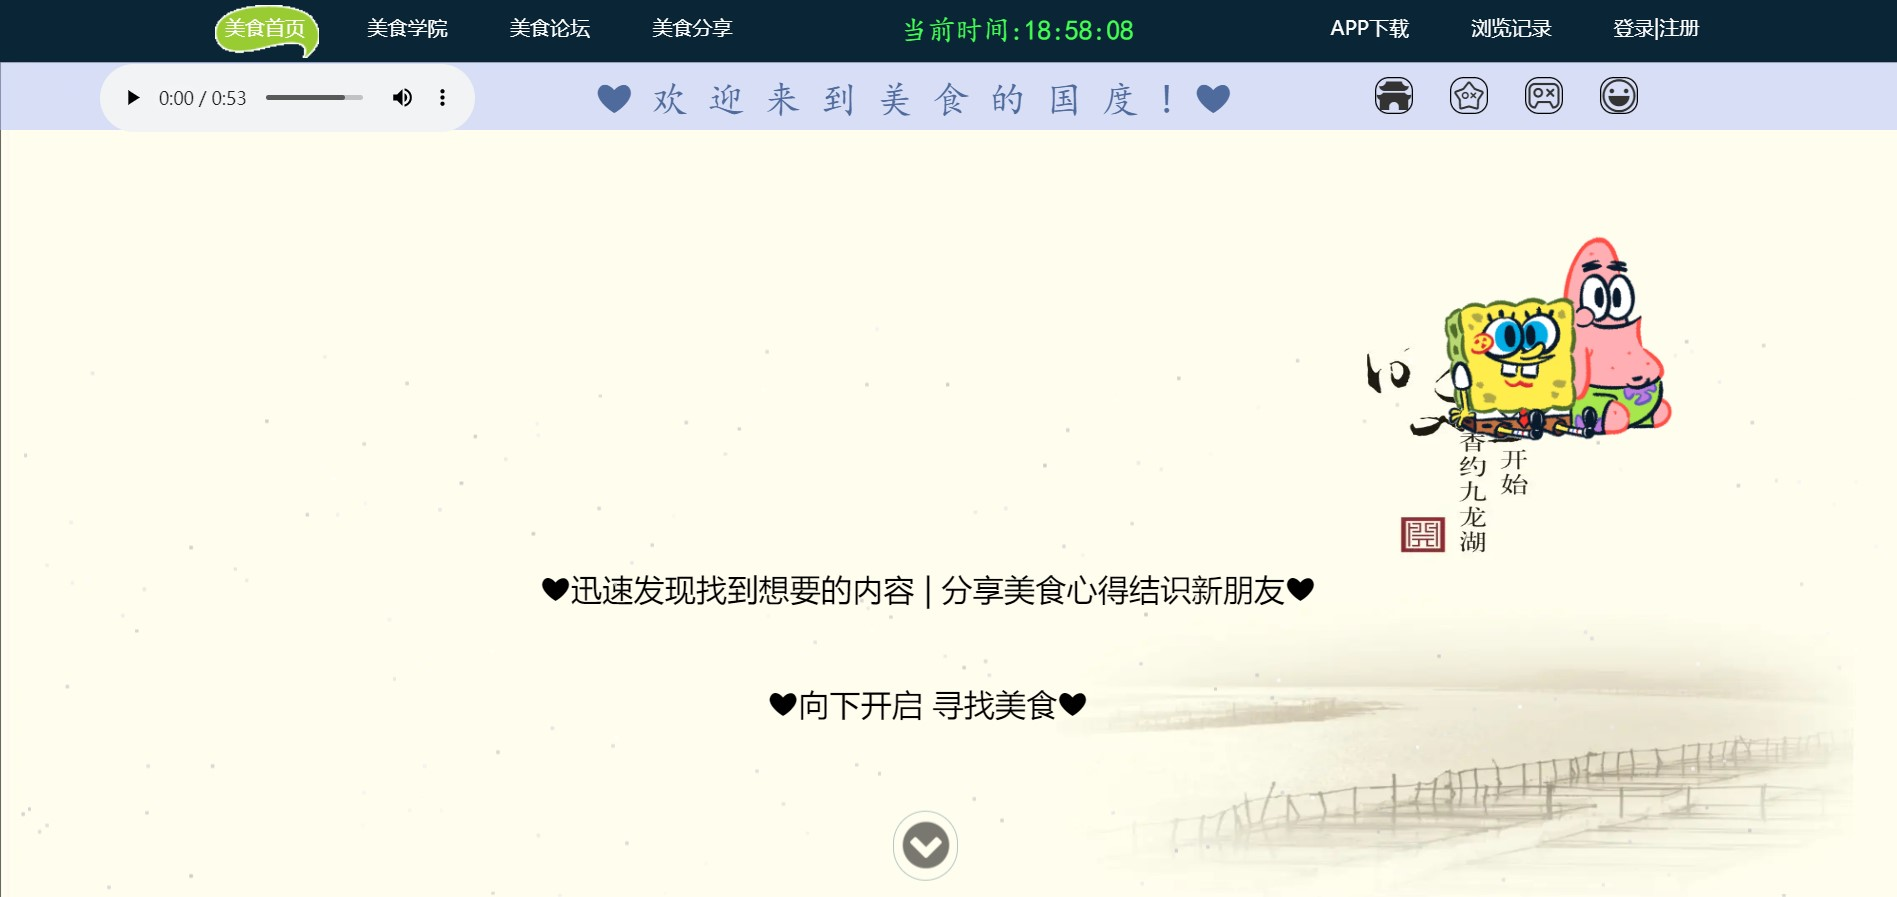 美食首页 美食学院 美食论坛 美食分享 当前时间:18:58:08 APP下载 浏览记录 登录|注册
0:00 / 0:53 ♥欢迎来到美食的国度!♥
开始
香约九龙湖
♥迅速发现找到想要的内容 | 分享美食心得结识新朋友♥
♥向下开启 寻找美食♥